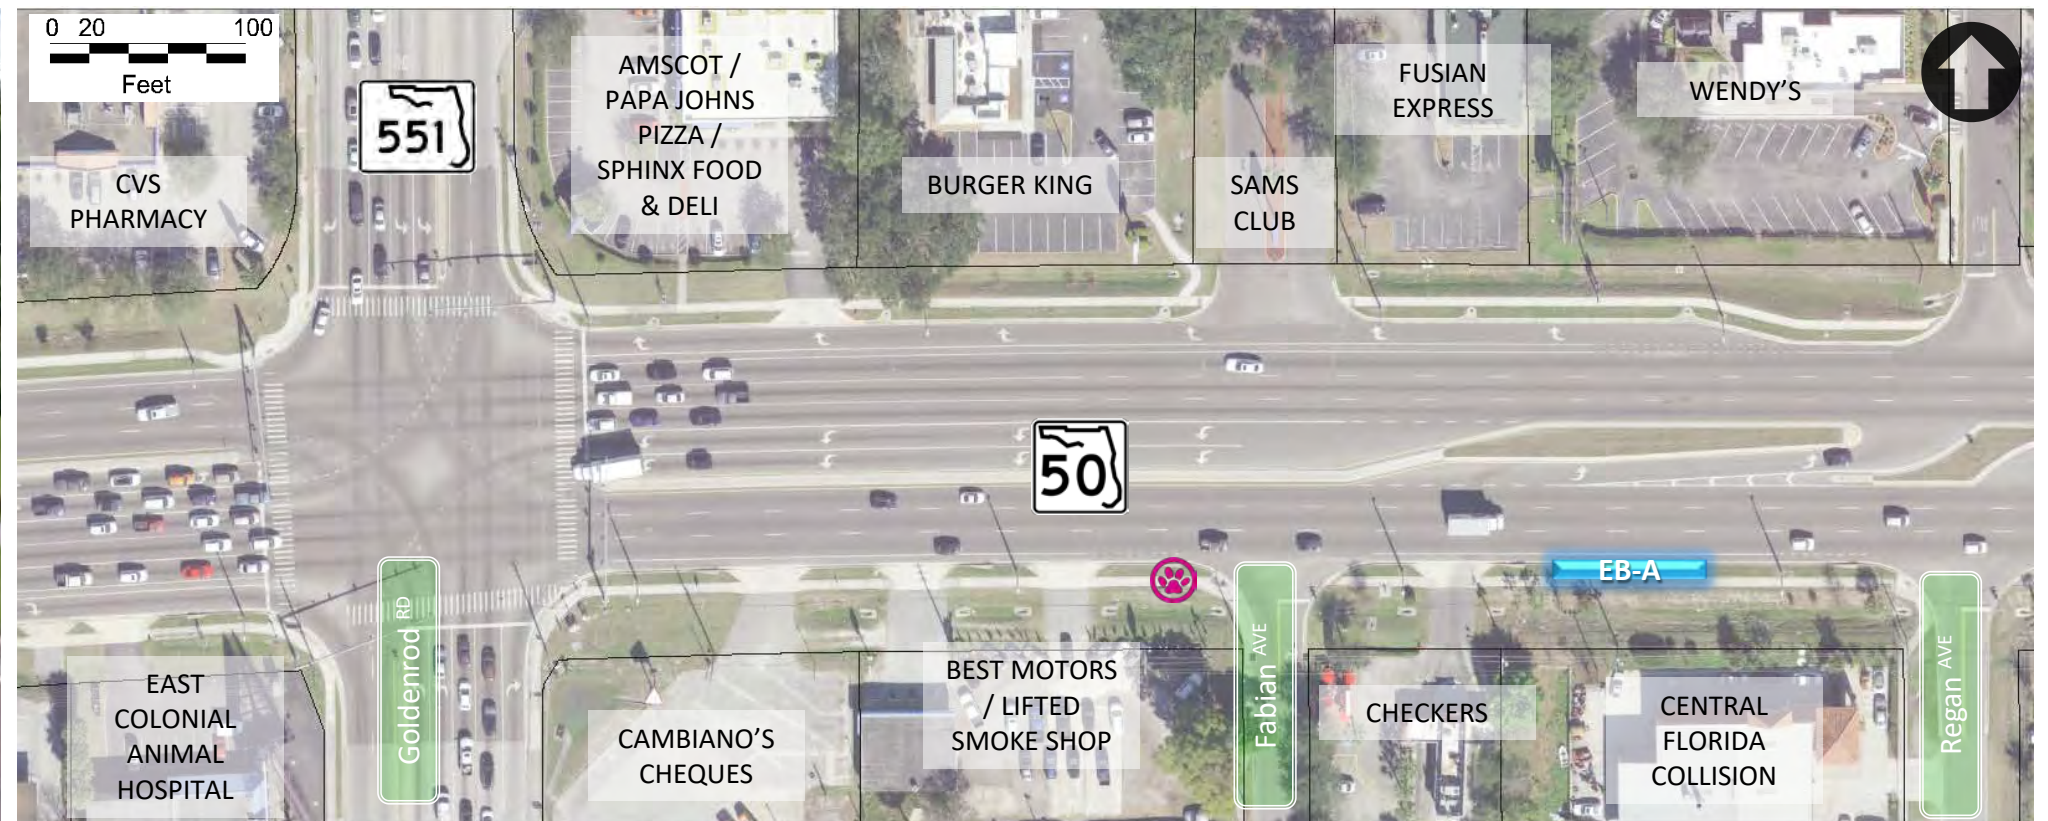 0 20 100
Feet
551
AMSCOT /
PAPA JOHNS
PIZZA /
SPHINX FOOD
& DELI
BURGER KING
SAMS
CLUB
FUSIAN
EXPRESS
WENDY'S
CVS
PHARMACY
50
EB-A
Goldenrod RD
Fabian AVE
Regan AVE
EAST
COLONIAL
ANIMAL
HOSPITAL
CAMBIANO'S
CHEQUES
BEST MOTORS
/ LIFTED
SMOKE SHOP
CHECKERS
CENTRAL
FLORIDA
COLLISION